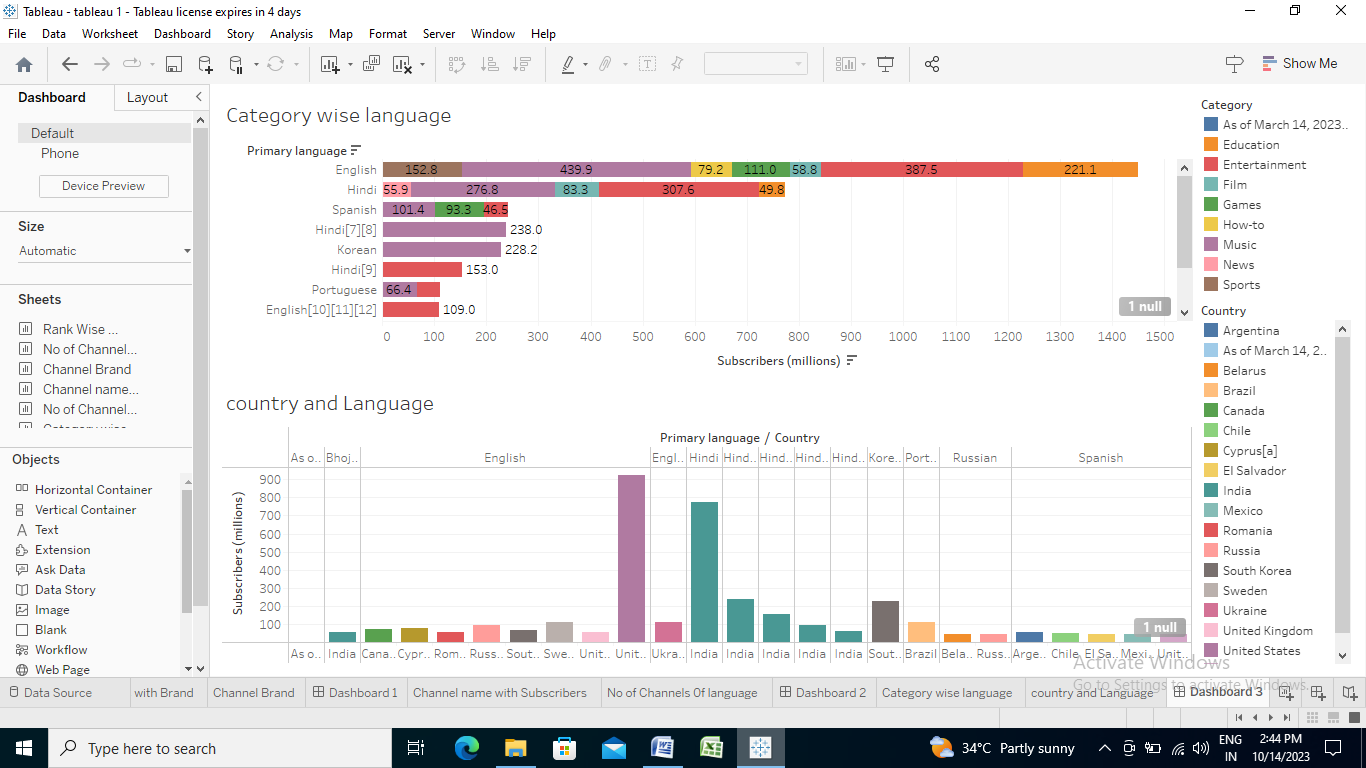 Tableau - tableau 1 - Tableau license expires in 4 days
File Data Worksheet Dashboard Story Analysis Map Format Server Window Help
Show Me
Dashboard Layout
Default
Phone
Device Preview
Size
Automatic
Sheets
Rank Wise ...
No of Channel...
Channel Brand
Channel name...
No of Channel...
Objects
Horizontal Container
Vertical Container
Text
Extension
Ask Data
Data Story
Image
Blank
Workflow
Web Page
Category wise language
Primary language
English 152.8 439.9 79.2 111.0 58.8 387.5 221.1
Hindi 55.9 276.8 83.3 307.6 49.8
Spanish 101.4 93.3 46.5
Hindi[7][8] 238.0
Korean 228.2
Hindi[9] 153.0
Portuguese 66.4
English[10][11][12] 109.0
1 null
0 100 200 300 400 500 600 700 800 900 1000 1100 1200 1300 1400 1500
Subscribers (millions)
country and Language
Primary language / Country
As o.. Bhoj.. English Engl.. Hindi Hind.. Hind.. Hind.. Hind.. Kore.. Port.. Russian Spanish
Subscribers (millions)
900
800
700
600
500
400
300
200
100
1 null
As o.. India Cana.. Cypr.. Rom.. Russ.. Sout.. Swe.. Unit.. Unit.. Ukra.. India India India India India Sout.. Brazil Bela.. Russ.. Arge.. Chile El Sa.. Mexi.. Unit..
Category
As of March 14, 2023..
Education
Entertainment
Film
Games
How-to
Music
News
Sports
Country
Argentina
As of March 14, 2..
Belarus
Brazil
Canada
Chile
Cyprus[a]
El Salvador
India
Mexico
Romania
Russia
South Korea
Sweden
Ukraine
United Kingdom
United States
Activate Windows
Go to Settings to activate Windows.
Data Source with Brand Channel Brand Dashboard 1 Channel name with Subscribers No of Channels Of language Dashboard 2 Category wise language country and Language Dashboard 3
Type here to search
34°C Partly sunny
ENG
IN
2:44 PM
10/14/2023